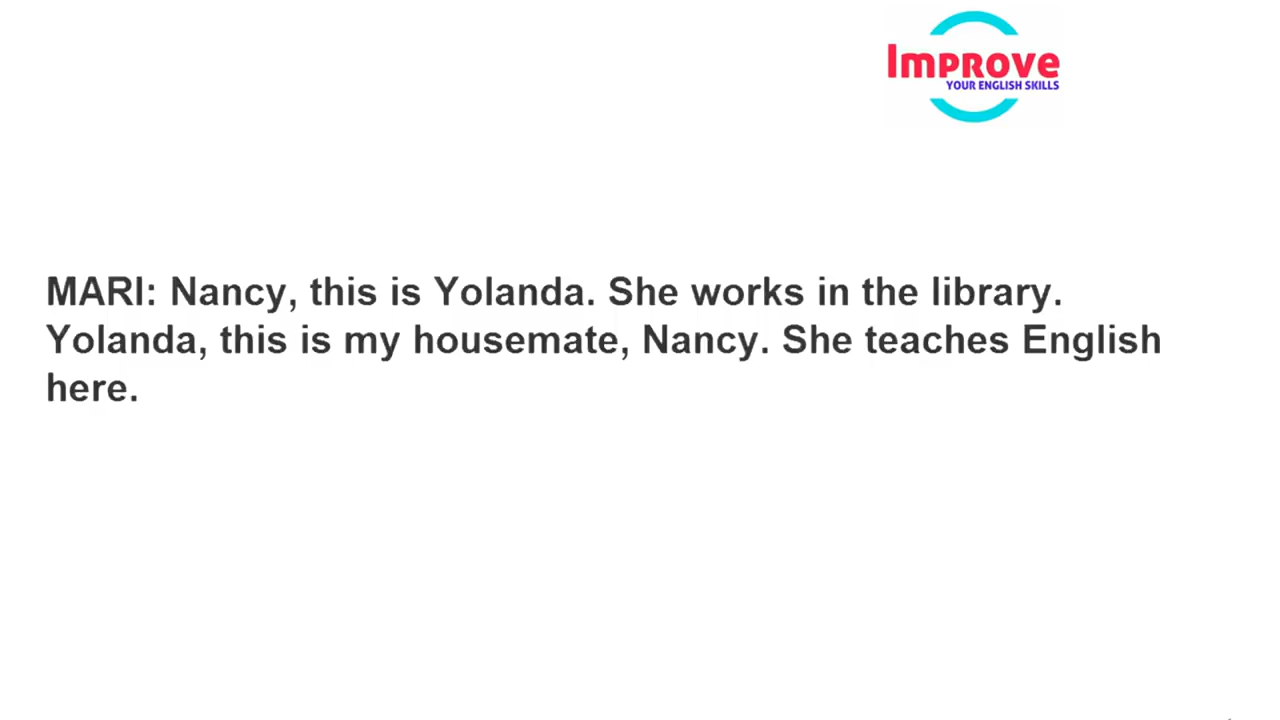 Improve
YOUR ENGLISH SKILLS
MARI: Nancy, this is Yolanda. She works in the library.
Yolanda, this is my housemate, Nancy. She teaches English
here.